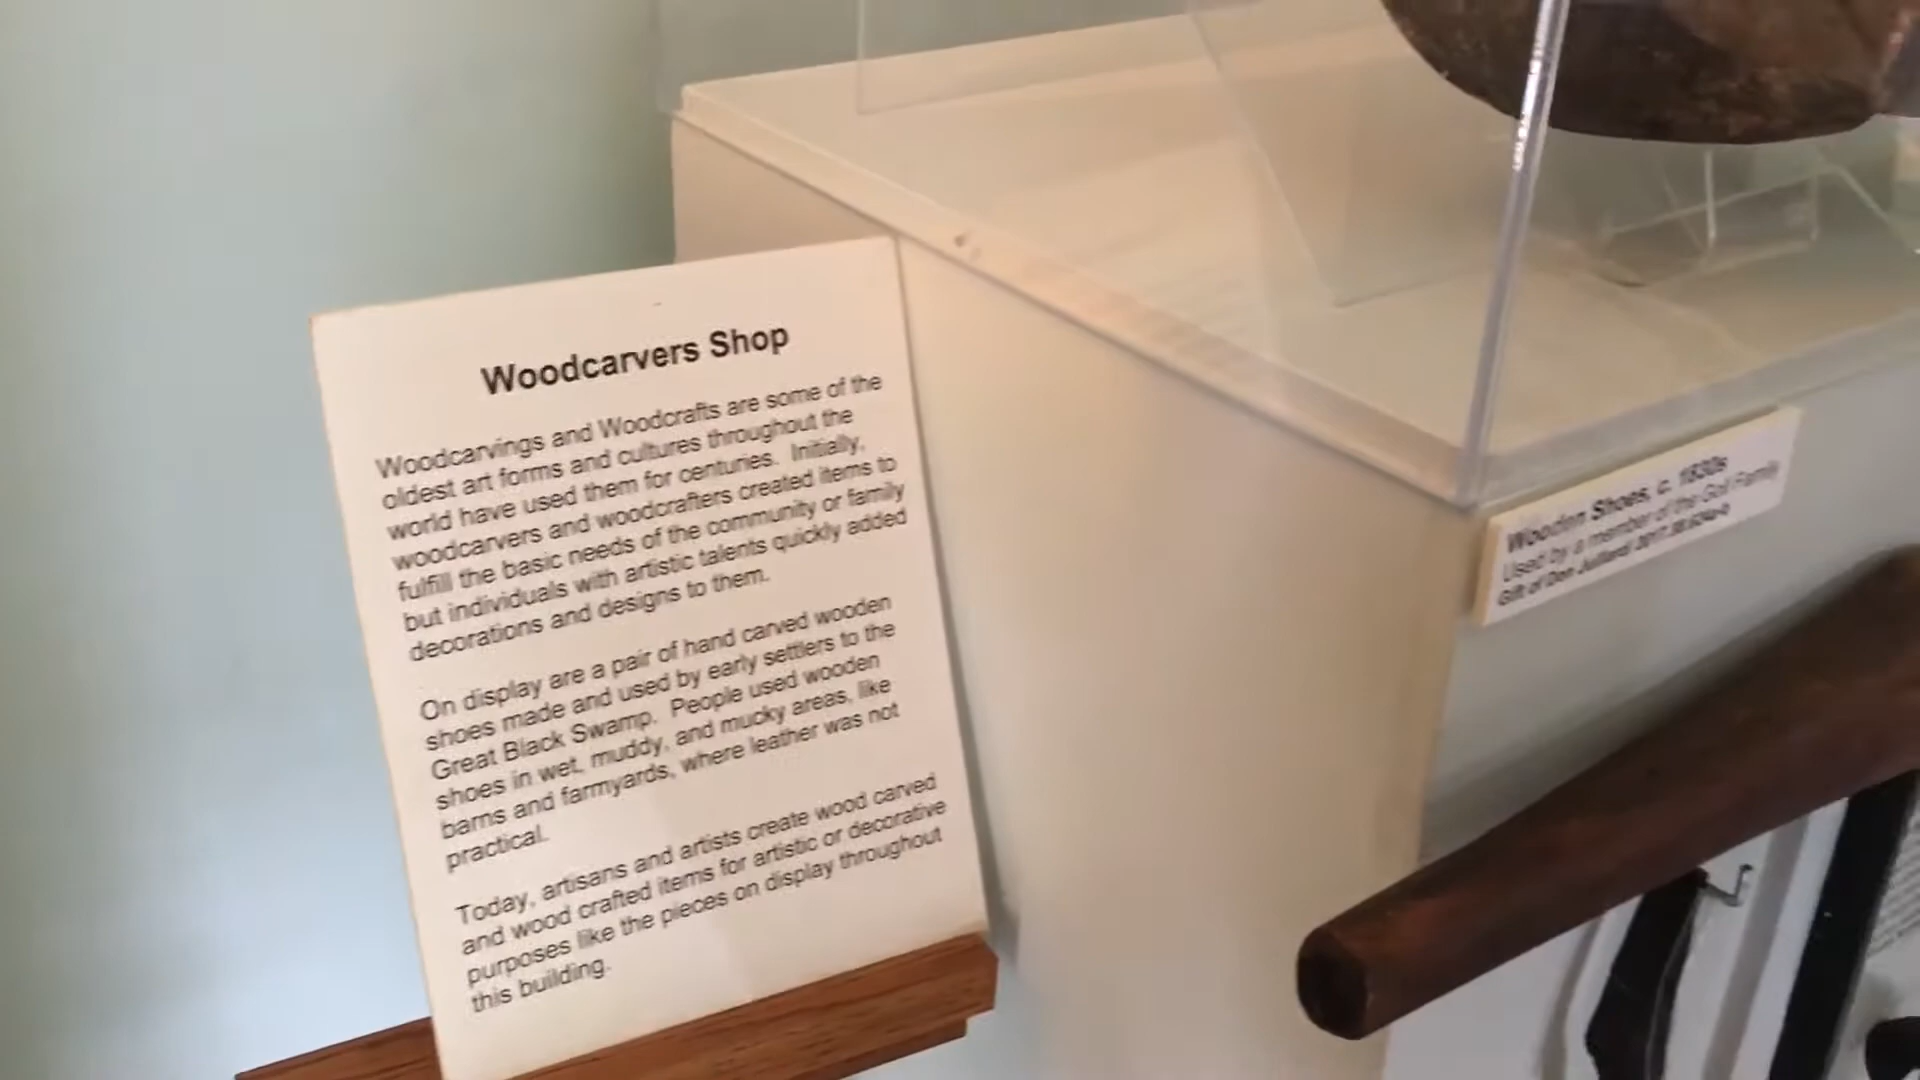 Woodcarvers Shop
Woodcarvings and Woodcrafts are some of the
oldest art forms and cultures throughout the
world have used them for centuries. Initially,
woodcarvers and woodcrafters created items to
fulfill the basic needs of the community or family
but individuals with artistic talents quickly added
decorations and designs to them.
On display are a pair of hand carved wooden
shoes made and used by early settlers to the
Great Black Swamp. People used wooden
shoes in wet, muddy, and mucky areas, like
barns and farmyards, where leather was not
practical.
Today, artisans and artists create wood carved
and wood crafted items for artistic or decorative
purposes like the pieces on display throughout
this building.
Wooden Shoes, c. 1830s
Used by a member of the Family
Gift of Don